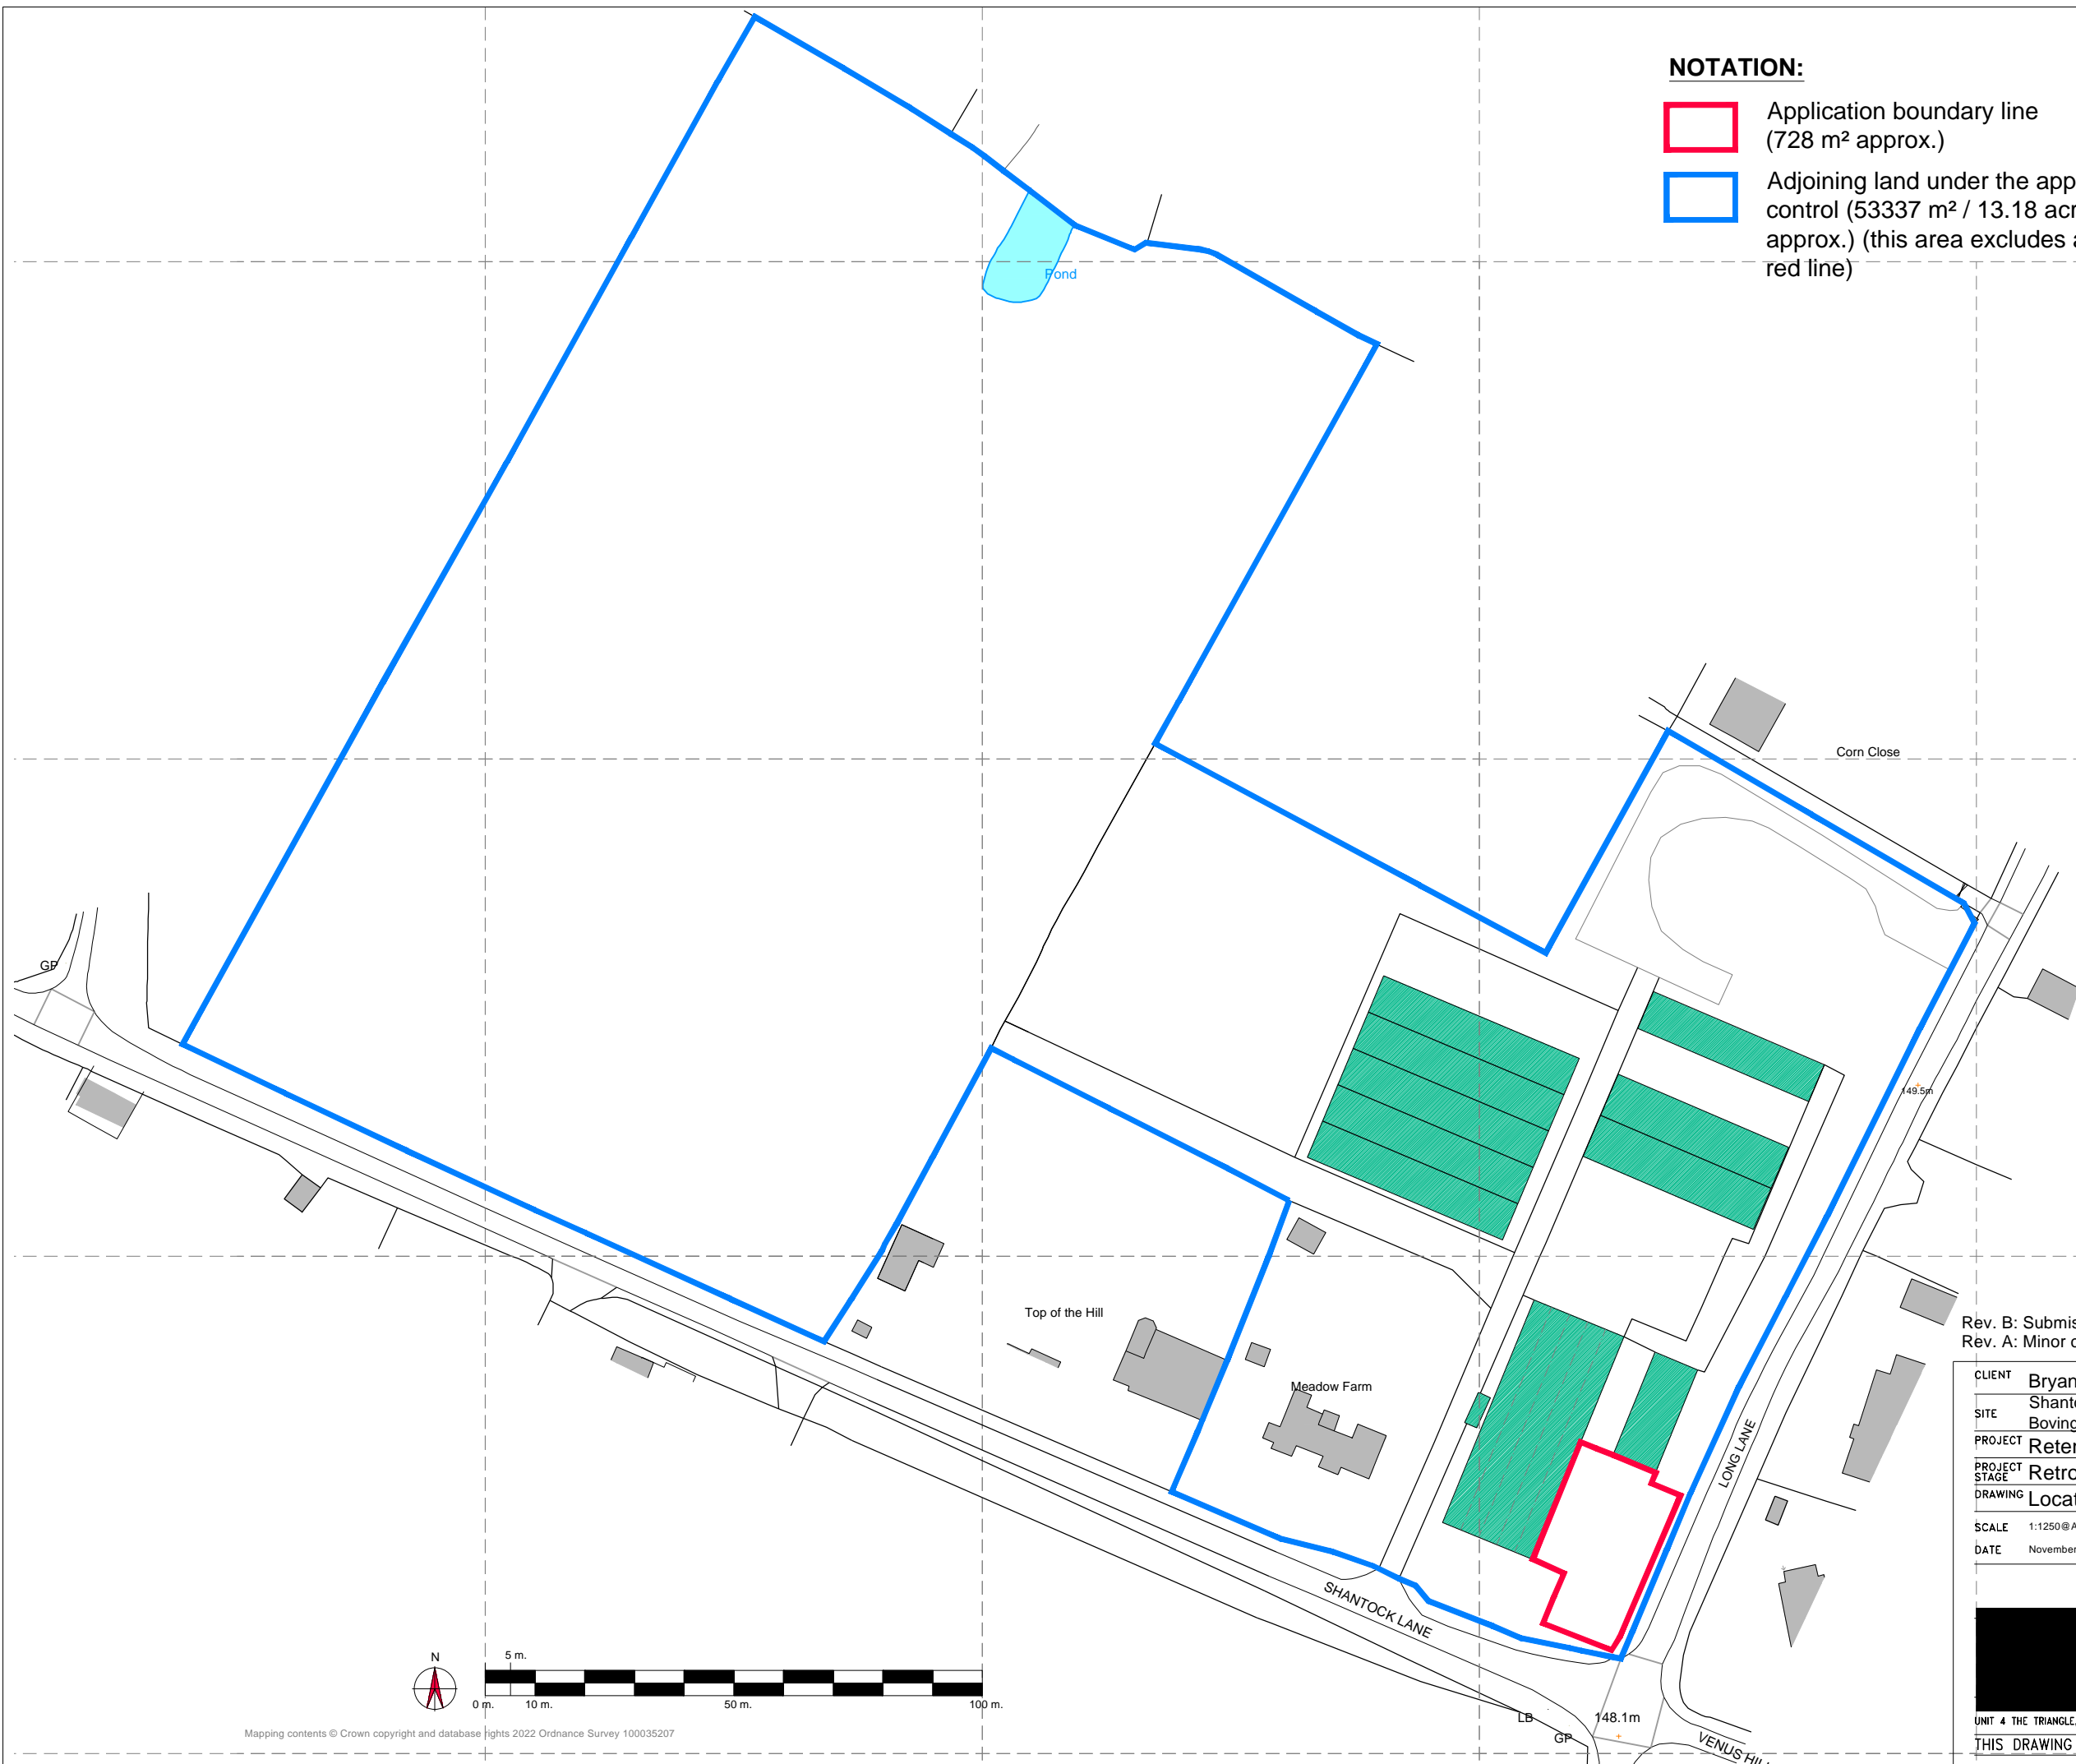 NOTATION:
Application boundary line
(728 m² approx.)
Adjoining land under the app
control (53337 m² / 13.18 acr
approx.) (this area excludes a
red line)
Pond
Corn Close
GP
149.5m
Top of the Hill
Meadow Farm
LONG LANE
SHANTOCK LANE
Rev. B: Submis
Rev. A: Minor c
CLIENT Bryan
SITE Shanto
Boving
PROJECT Reten
PROJECT STAGE Retro
DRAWING Locat
SCALE 1:1250@A
DATE November
UNIT 4 THE TRIANGLE,
THIS DRAWING
N
5 m.
0 m. 10 m. 50 m. 100 m.
LB
GP
148.1m
VENUS HILL
Mapping contents © Crown copyright and database rights 2022 Ordnance Survey 100035207